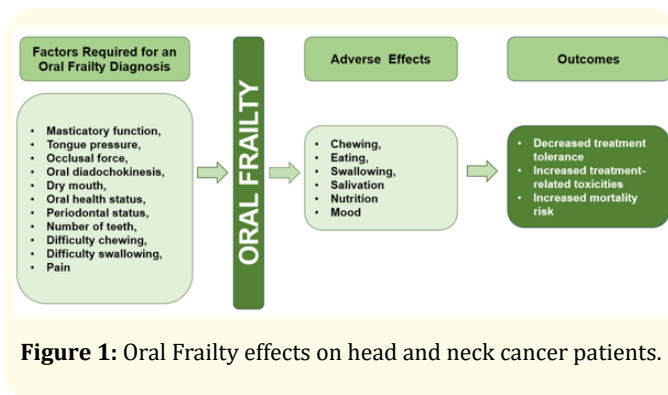 Factors Required for an
Oral Frailty Diagnosis
• Masticatory function,
• Tongue pressure,
• Occlusal force,
• Oral diadochokinesis,
• Dry mouth,
• Oral health status,
• Periodontal status,
• Number of teeth,
• Difficulty chewing,
• Difficulty swallowing,
• Pain
ORAL FRAILTY
Adverse Effects
• Chewing,
• Eating,
• Swallowing,
• Salivation
• Nutrition
• Mood
Outcomes
• Decreased treatment
tolerance
• Increased treatment-
related toxicities
• Increased mortality
risk
Figure 1: Oral Frailty effects on head and neck cancer patients.